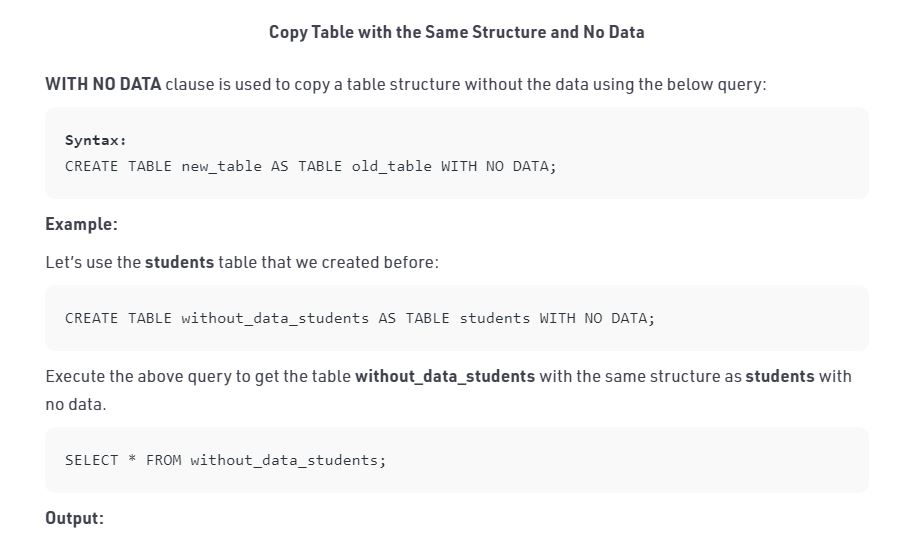 Copy Table with the Same Structure and No Data
WITH NO DATA clause is used to copy a table structure without the data using the below query:
Syntax:
CREATE TABLE new_table AS TABLE old_table WITH NO DATA;
Example:
Let's use the students table that we created before:
CREATE TABLE without_data_students AS TABLE students WITH NO DATA;
Execute the above query to get the table without_data_students with the same structure as students with
no data.
SELECT * FROM without_data_students;
Output: